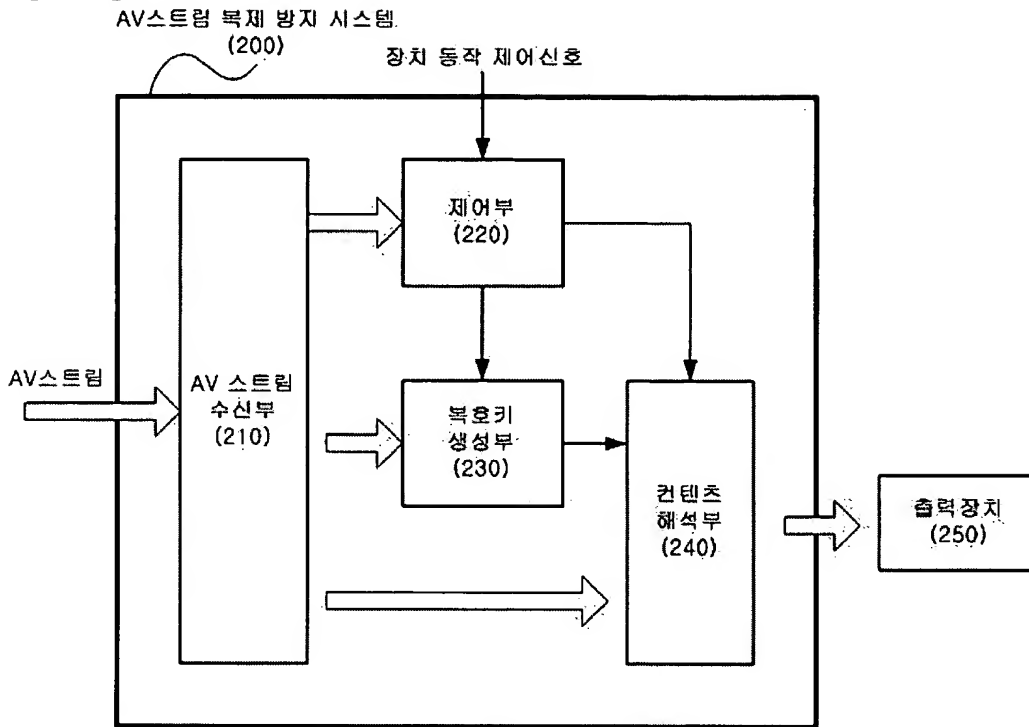 AV스트림 복제 방지 시스템
(200)
장치 동작 제어신호
제어부
(220)
AV스트림
AV 스트림
수신부
(210)
복호키
생성부
(230)
컨텐츠
해석부
(240)
출력장치
(250)